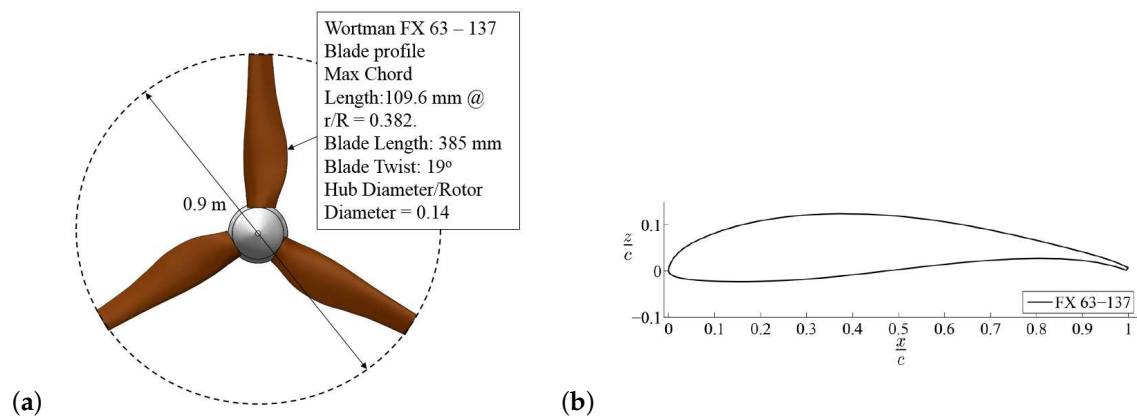 Wortman FX 63 – 137
Blade profile
Max Chord
Length:109.6 mm @
r/R = 0.382.
Blade Length: 385 mm
Blade Twist: 19º
Hub Diameter/Rotor
Diameter = 0.14
0.9 m
(a)
0.1
z
c
0
−0.1
FX 63−137
0 0.1 0.2 0.3 0.4 0.5 0.6 0.7 0.8 0.9 1
x
c
(b)